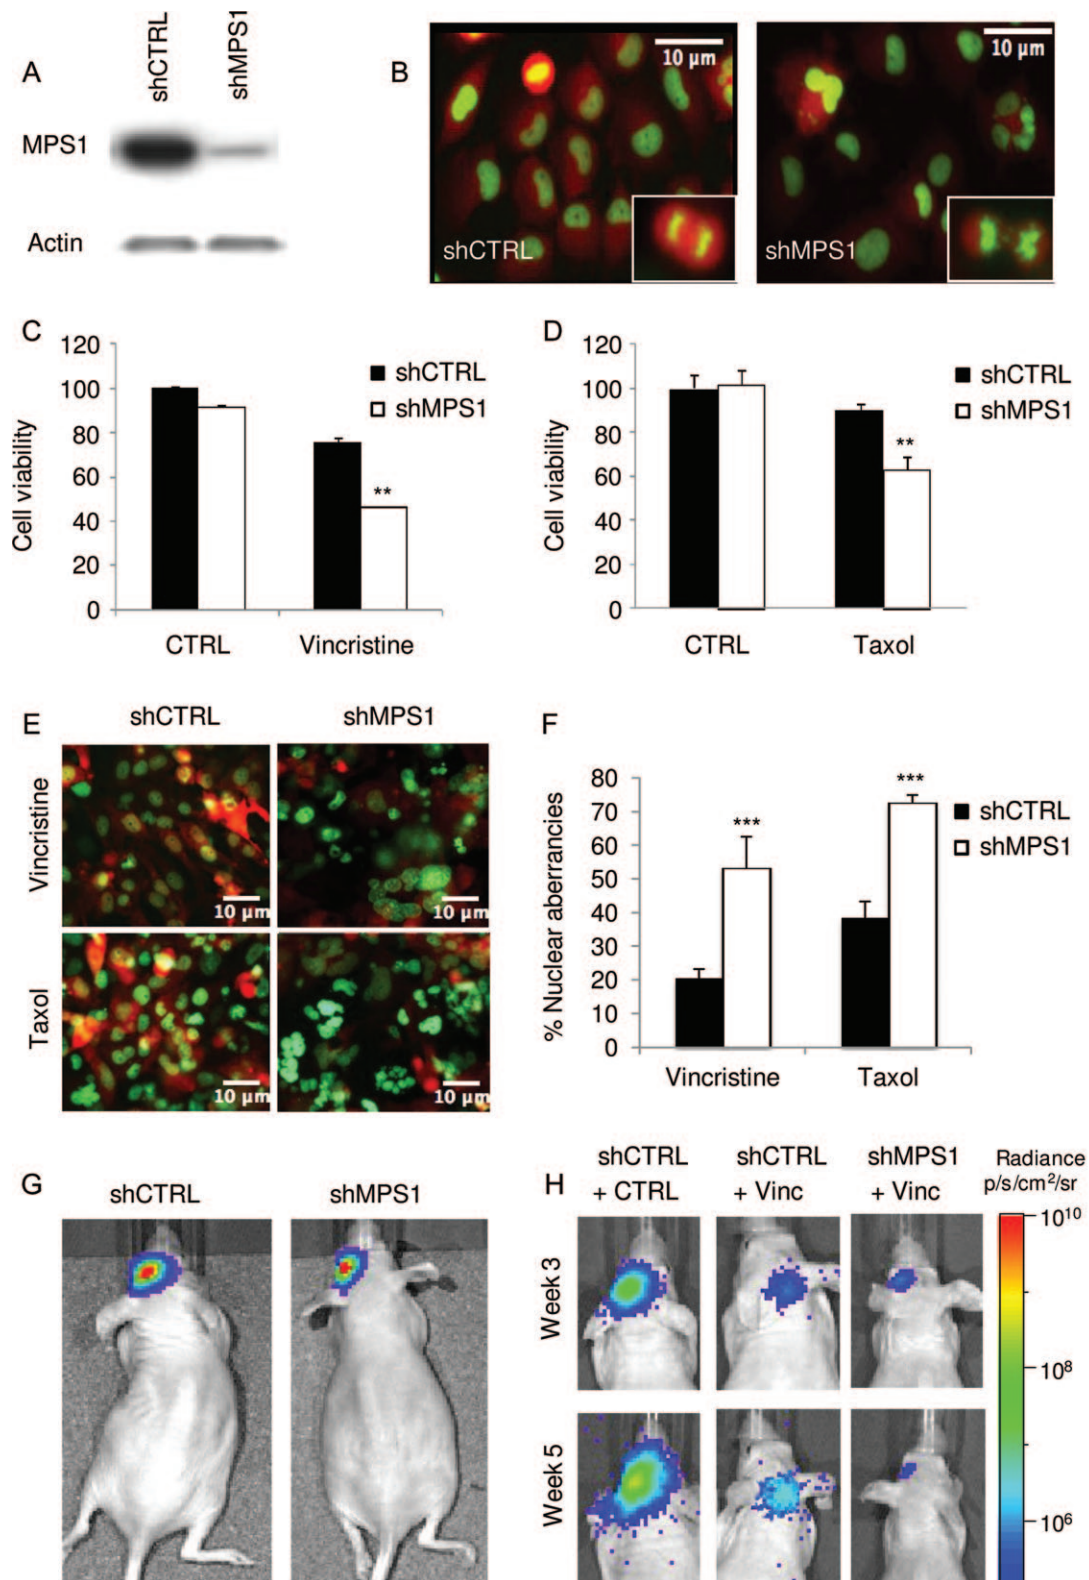 A
shCTRL
shMPS1
MPS1
Actin
B
10 µm
shCTRL
10 µm
shMPS1
C
120
100
80
60
40
20
0
Cell viability
shCTRL
shMPS1
**
CTRL
Vincristine
D
120
100
80
60
40
20
0
Cell viability
shCTRL
shMPS1
**
CTRL
Taxol
E
shCTRL
shMPS1
Vincristine
10 µm
10 µm
Taxol
10 µm
10 µm
F
80
70
60
50
40
30
20
10
0
% Nuclear aberrancies
***
***
shCTRL
shMPS1
Vincristine
Taxol
G
shCTRL
shMPS1
H
shCTRL
+ CTRL
shCTRL
+ Vinc
shMPS1
+ Vinc
Radiance
p/s/cm²/sr
Week 3
Week 5
10¹⁰
10⁸
10⁶